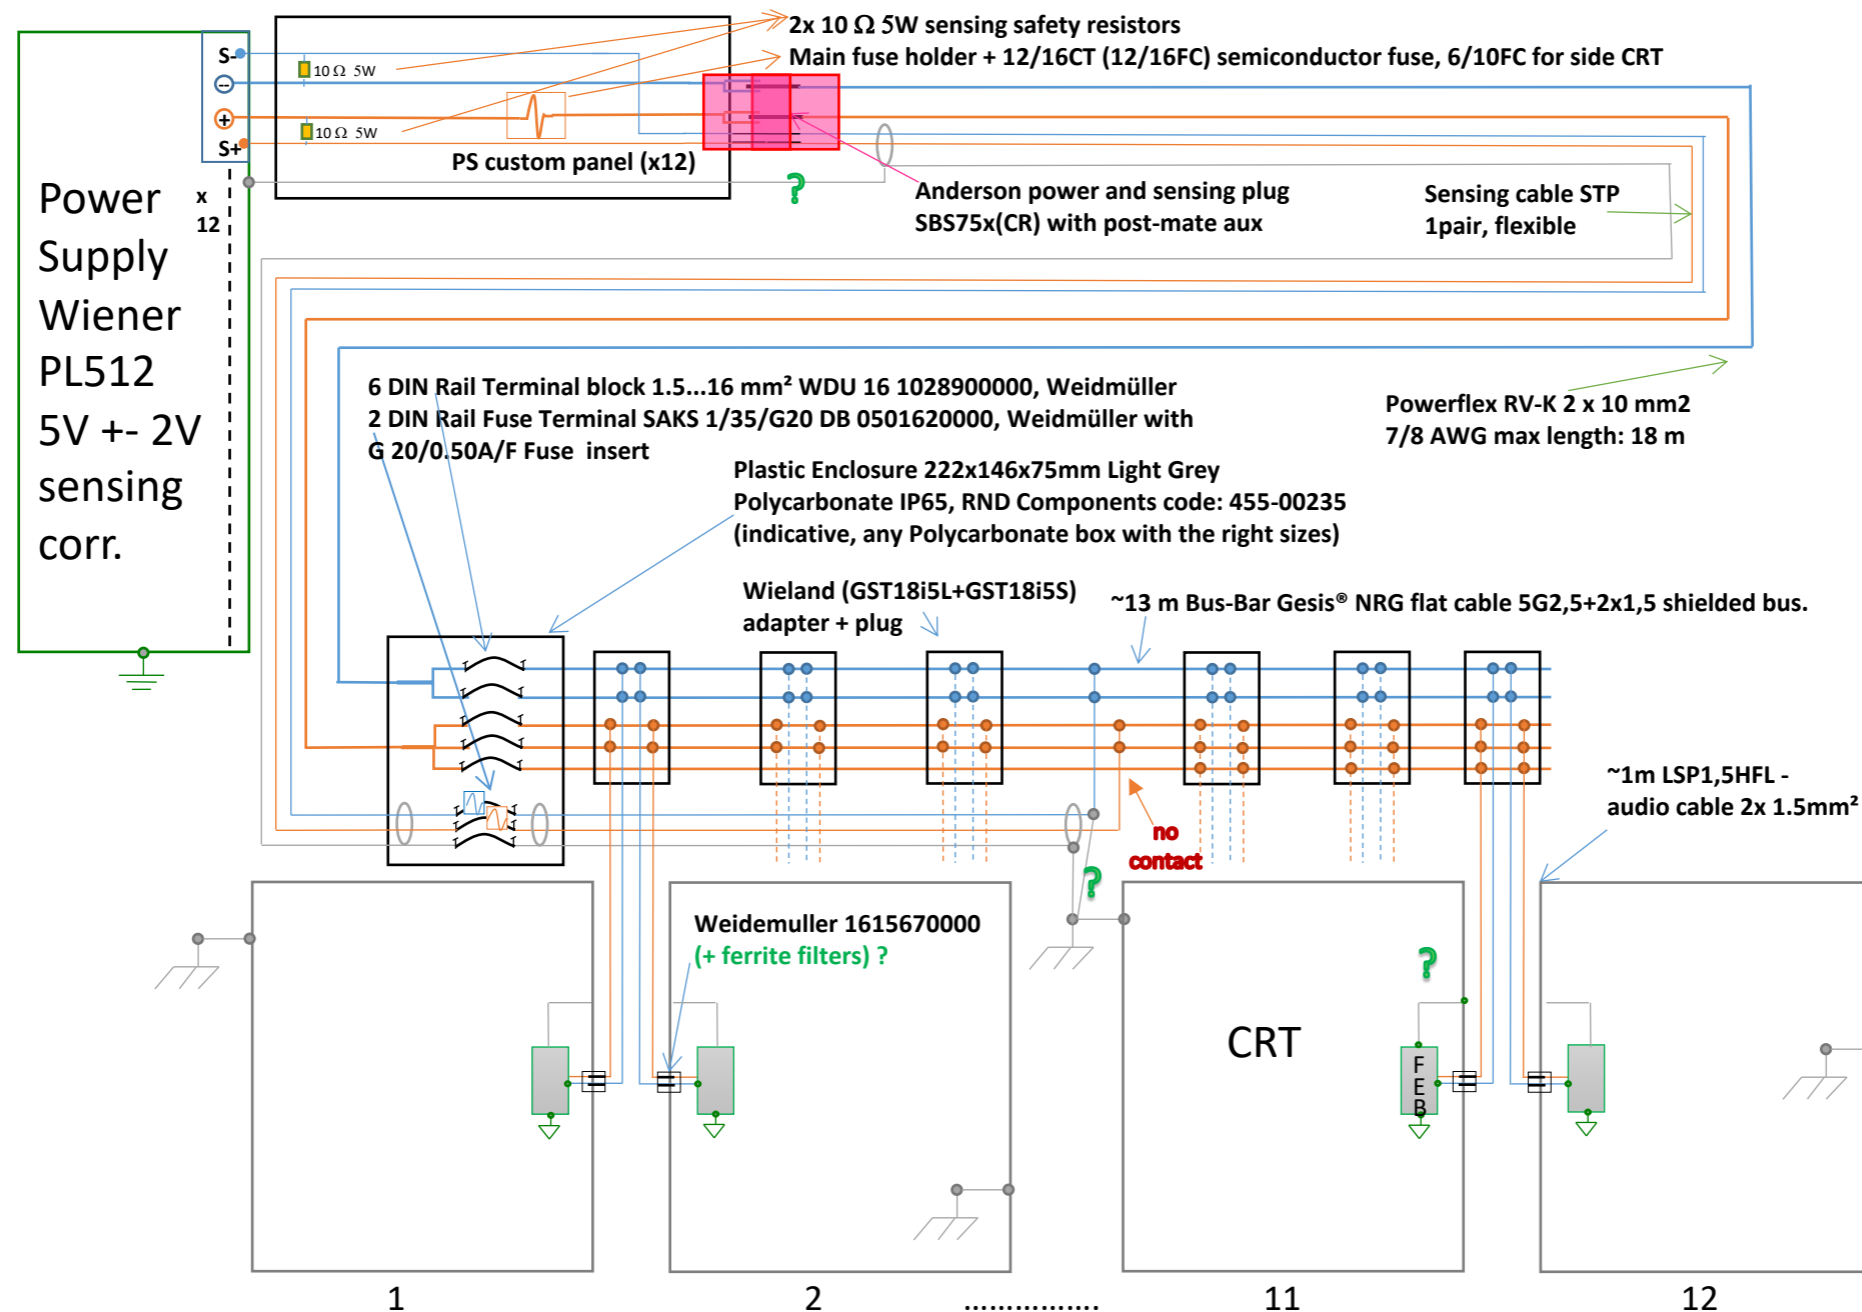 2x 10 Ω 5W sensing safety resistors
Main fuse holder + 12/16CT (12/16FC) semiconductor fuse, 6/10FC for side CRT
S-
--
+
S+
10 Ω 5W
10 Ω 5W
PS custom panel (x12)
?
Anderson power and sensing plug
SBS75x(CR) with post-mate aux
Sensing cable STP
1pair, flexible
x
12
Power
Supply
Wiener
PL512
5V +- 2V
sensing
corr.
6 DIN Rail Terminal block 1.5...16 mm² WDU 16 1028900000, Weidmüller
2 DIN Rail Fuse Terminal SAKS 1/35/G20 DB 0501620000, Weidmüller with
G 20/0.50A/F Fuse insert
Powerflex RV-K 2 x 10 mm2
7/8 AWG max length: 18 m
Plastic Enclosure 222x146x75mm Light Grey
Polycarbonate IP65, RND Components code: 455-00235
(indicative, any Polycarbonate box with the right sizes)
Wieland (GST18i5L+GST18i5S)
adapter + plug
~13 m Bus-Bar Gesis® NRG flat cable 5G2,5+2x1,5 shielded bus.
~1m LSP1,5HFL -
audio cable 2x 1.5mm²
no
contact
?
Weidemuller 1615670000
(+ ferrite filters) ?
?
CRT
FEB
1
2
................
11
12